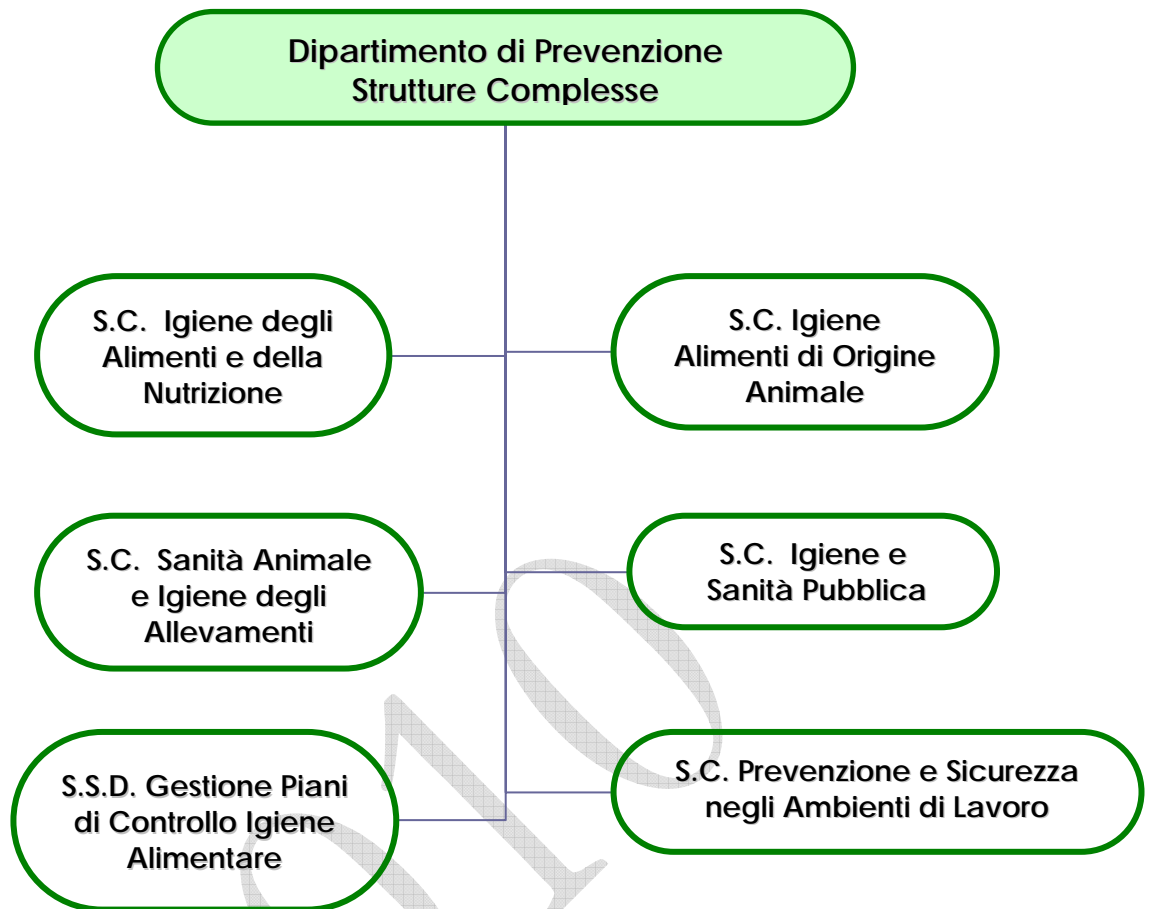 Dipartimento di Prevenzione
Strutture Complesse
S.C. Igiene degli
Alimenti e della
Nutrizione
S.C. Igiene
Alimenti di Origine
Animale
S.C. Sanità Animale
e Igiene degli
Allevamenti
S.C. Igiene e
Sanità Pubblica
S.S.D. Gestione Piani
di Controllo Igiene
Alimentare
S.C. Prevenzione e Sicurezza
negli Ambienti di Lavoro